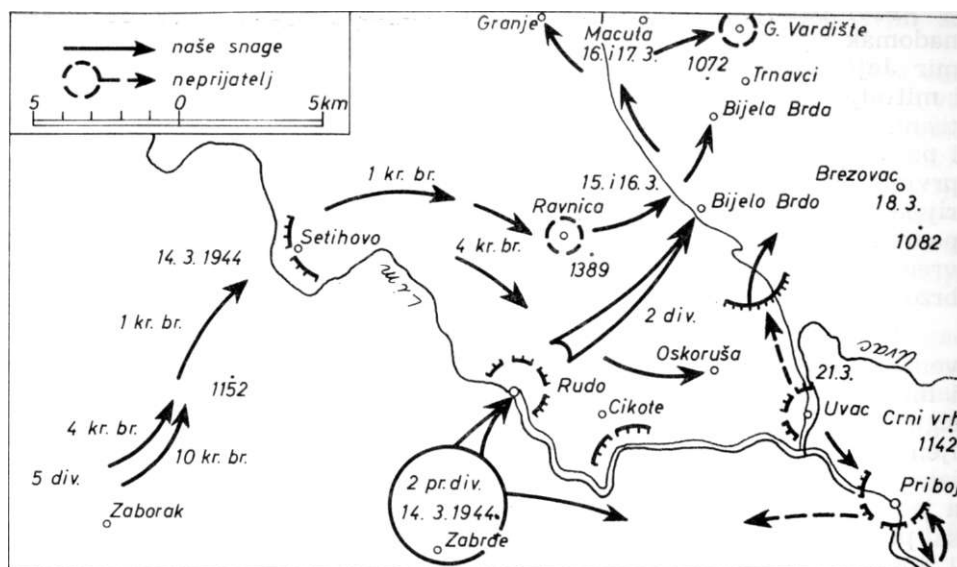 naše snage
neprijatelj
5 0 5km
Granje
Macuta
16. i 17. 3.
G. Vardište
1072
Trnavci
Bijela Brda
1 kr. br.
15. i 16. 3.
Ravnica
Bijelo Brdo
Brezovac
18.3.
1082
Setihovo
14. 3. 1944
4 kr. br.
1389
Lim
1 kr. br.
2 div.
Uvac
1152
Rudo
Oskoruša
21.3.
Cikote
Uvac
Crni vrh
1142
4 kr. br.
10 kr. br.
5 div.
Zaborak
2 pr. div.
14. 3. 1944.
Zabrđe
Priboj